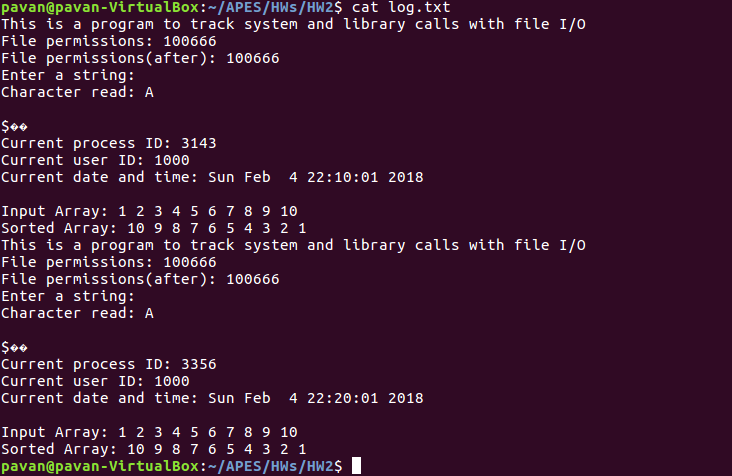 pavan@pavan-VirtualBox:~/APES/HWs/HW2$ cat log.txt
This is a program to track system and library calls with file I/O
File permissions: 100666
File permissions(after): 100666
Enter a string:
Character read: A

$��
Current process ID: 3143
Current user ID: 1000
Current date and time: Sun Feb  4 22:10:01 2018

Input Array: 1 2 3 4 5 6 7 8 9 10
Sorted Array: 10 9 8 7 6 5 4 3 2 1
This is a program to track system and library calls with file I/O
File permissions: 100666
File permissions(after): 100666
Enter a string:
Character read: A

$��
Current process ID: 3356
Current user ID: 1000
Current date and time: Sun Feb  4 22:20:01 2018

Input Array: 1 2 3 4 5 6 7 8 9 10
Sorted Array: 10 9 8 7 6 5 4 3 2 1
pavan@pavan-VirtualBox:~/APES/HWs/HW2$